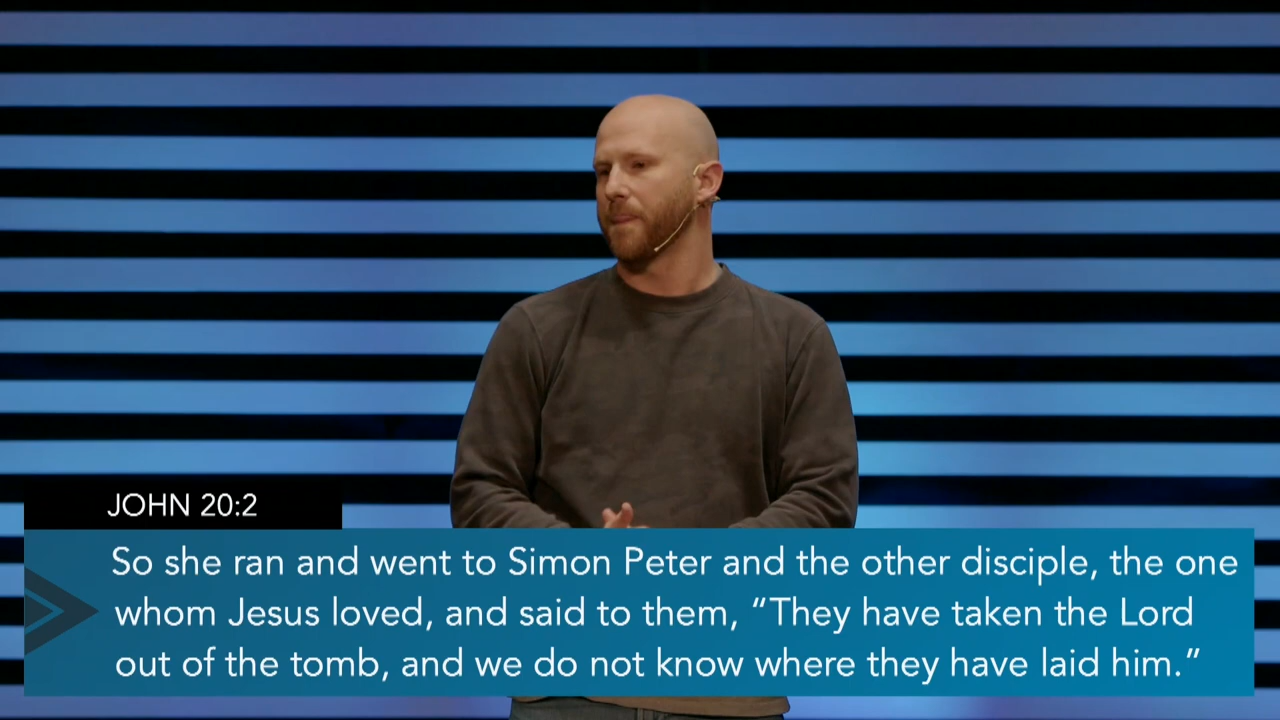 JOHN 20:2
So she ran and went to Simon Peter and the other disciple, the one
whom Jesus loved, and said to them, “They have taken the Lord
out of the tomb, and we do not know where they have laid him.”